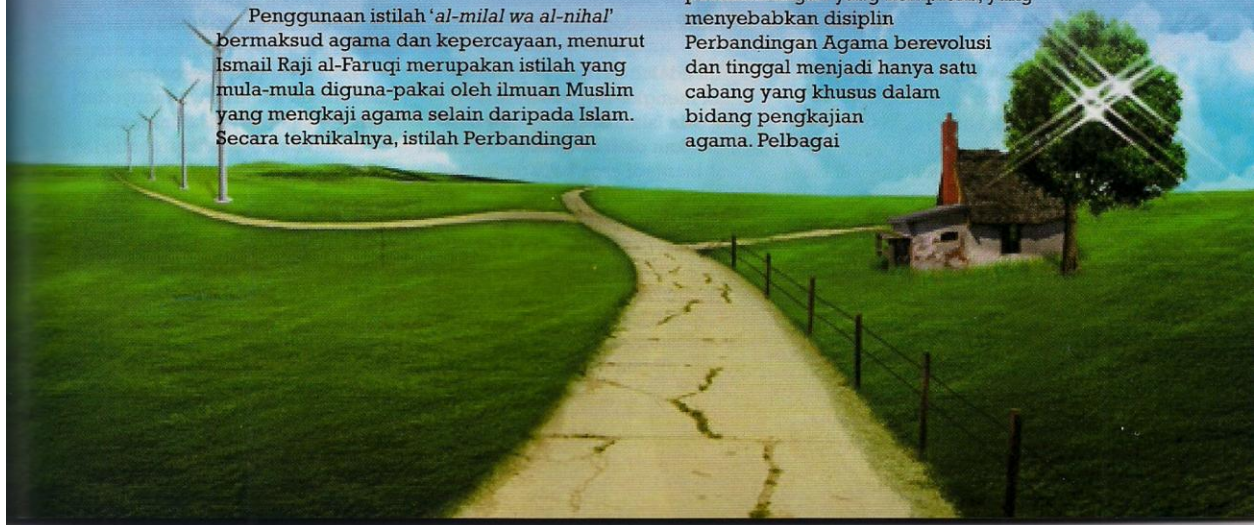 Penggunaan istilah ‘al-milal wa al-nihal’
bermaksud agama dan kepercayaan, menurut
Ismail Raji al-Faruqi merupakan istilah yang
mula-mula diguna-pakai oleh ilmuan Muslim
yang mengkaji agama selain daripada Islam.
Secara teknikalnya, istilah Perbandingan
menyebabkan disiplin
Perbandingan Agama berevolusi
dan tinggal menjadi hanya satu
cabang yang khusus dalam
bidang pengkajian
agama. Pelbagai